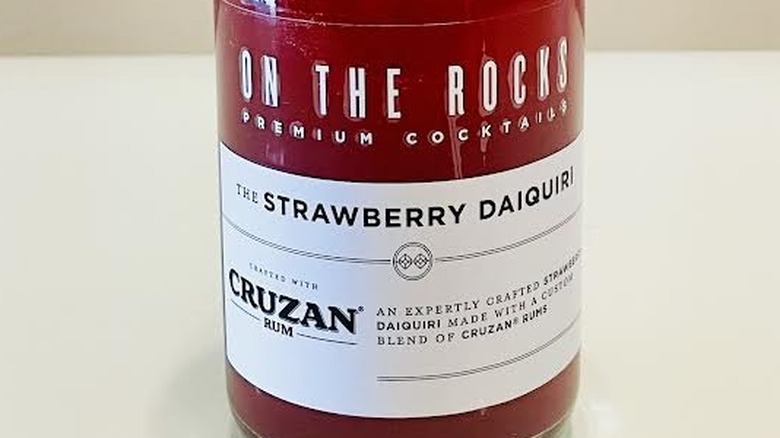 ON THE ROCKS
PREMIUM COCKTAILS
THE STRAWBERRY DAIQUIRI
CRAFTED WITH
CRUZAN®
RUM
AN EXPERTLY CRAFTED STRAWBERRY
DAIQUIRI MADE WITH A CUSTOM
BLEND OF CRUZAN® RUMS